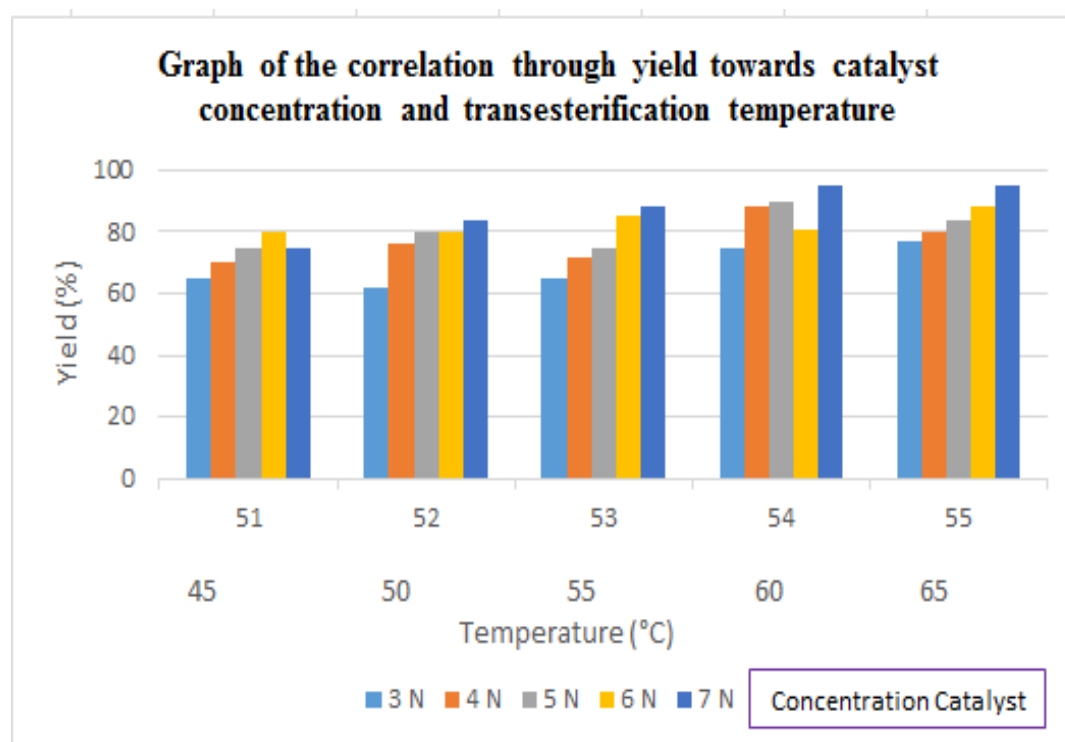 Graph of the correlation through yield towards catalyst
concentration and transesterification temperature
100
80
60
40
20
0
Yield (%)
51 52 53 54 55
45 50 55 60 65
Temperature (°C)
3 N 4 N 5 N 6 N 7 N
Concentration Catalyst